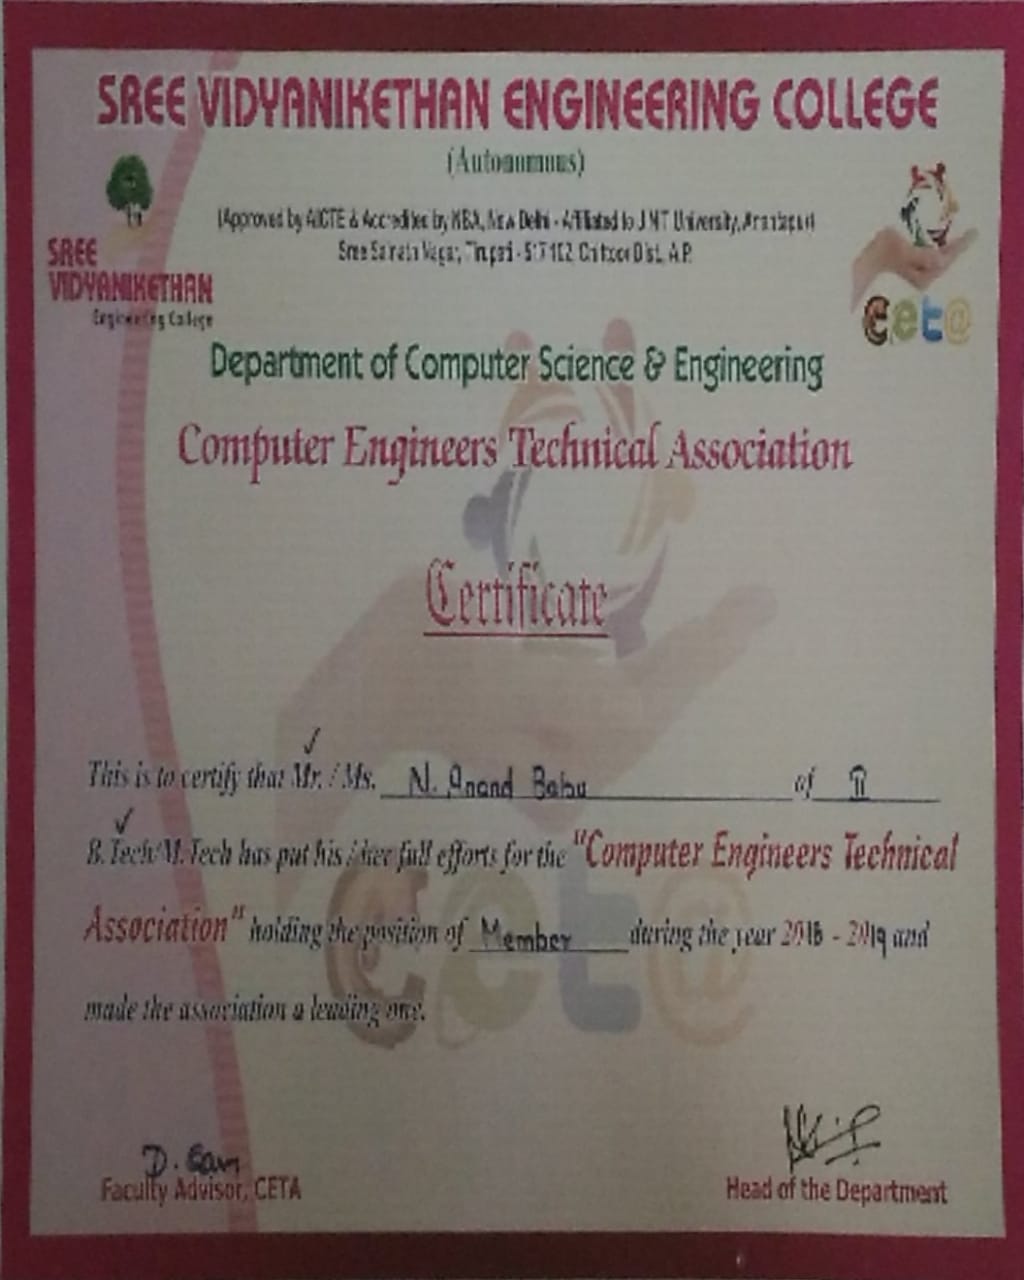 SREE VIDYANIKETHAN ENGINEERING COLLEGE
(Autonomous)
(Approved by AICTE & Accredited by NBA, New Delhi - Affiliated to JNT University, Anantapur)
Sree Sainath Nagar, Tirupati - 517 102, Chittoor Dist., A.P.
SREE
VIDYANIKETHAN
Engineering College
ceta@
Department of Computer Science & Engineering
Computer Engineers Technical Association
Certificate
This is to certify that Mr. / Ms. N. Anand Babu of II
B.Tech/M.Tech has put his / her full efforts for the "Computer Engineers Technical
Association" holding the position of Member during the year 2018 - 2019 and
made the association a leading one.
Faculty Advisor, CETA
Head of the Department